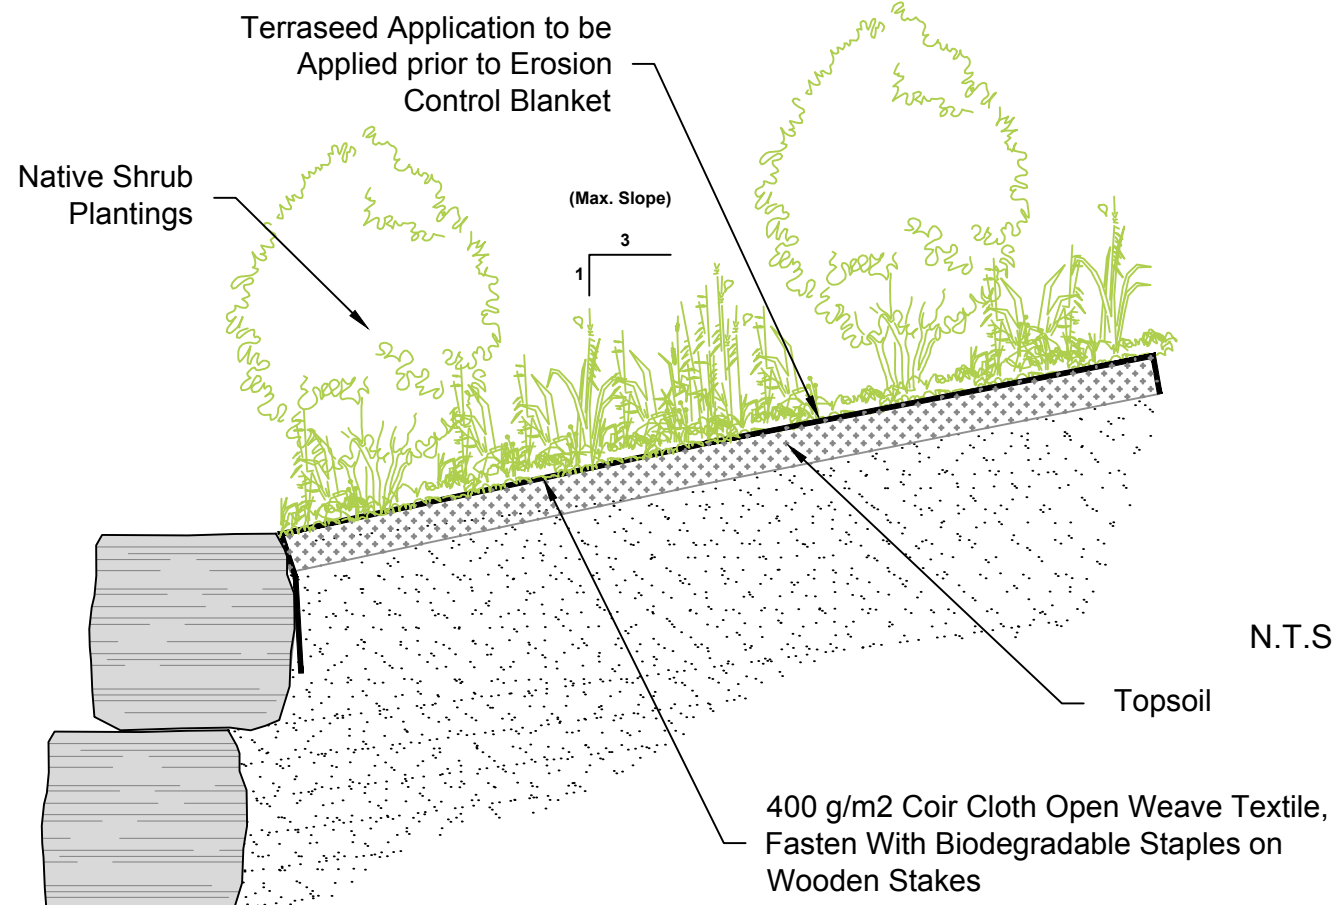 Terraseed Application to be
Applied prior to Erosion
Control Blanket
Native Shrub
Plantings
(Max. Slope)
3
1
N.T.S
Topsoil
400 g/m2 Coir Cloth Open Weave Textile,
Fasten With Biodegradable Staples on
Wooden Stakes